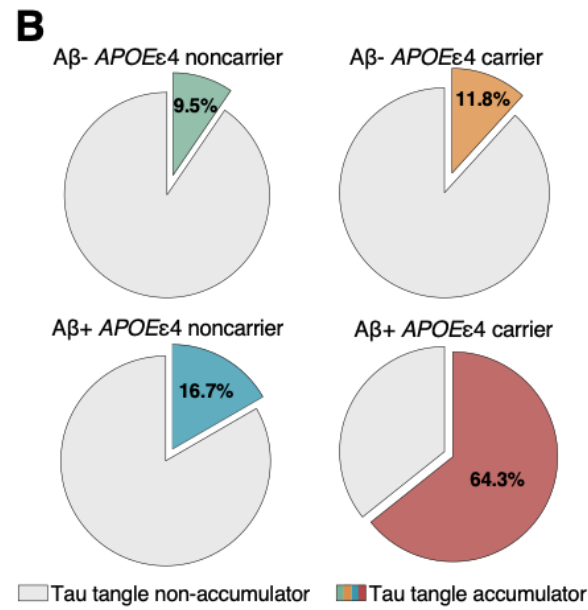 B
Aβ- APOEε4 noncarrier
Aβ- APOEε4 carrier
9.5%
11.8%
Aβ+ APOEε4 noncarrier
Aβ+ APOEε4 carrier
16.7%
64.3%
Tau tangle non-accumulator
Tau tangle accumulator